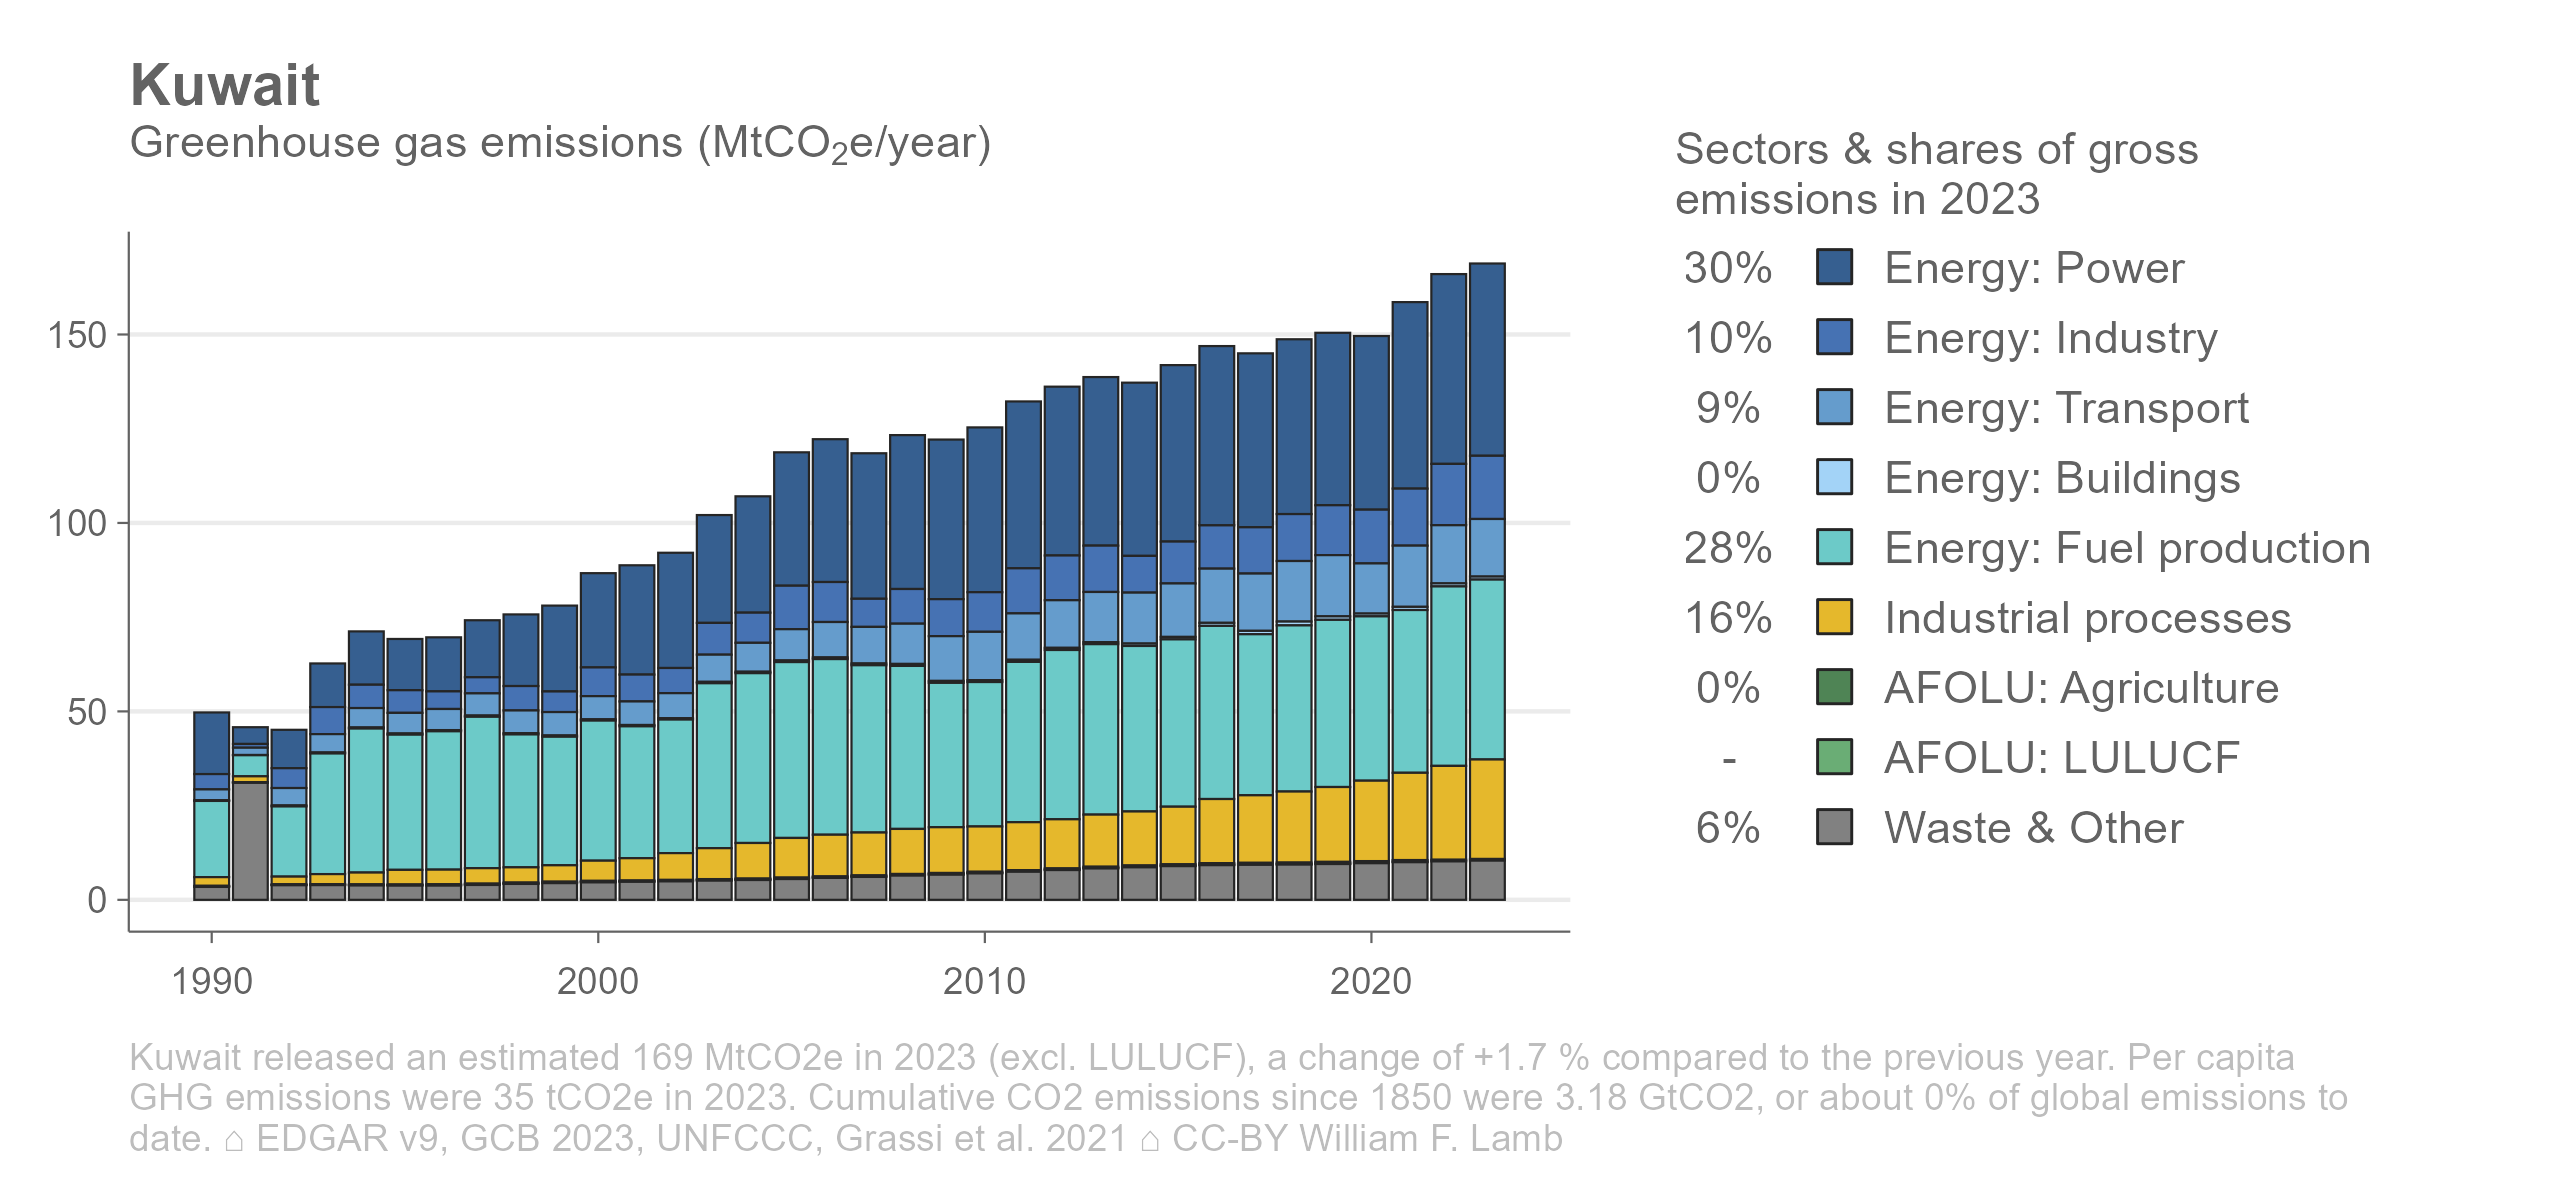 Kuwait
Greenhouse gas emissions (MtCO₂e/year)
Sectors & shares of gross
emissions in 2023
30% Energy: Power
10% Energy: Industry
9% Energy: Transport
0% Energy: Buildings
28% Energy: Fuel production
16% Industrial processes
0% AFOLU: Agriculture
- AFOLU: LULUCF
6% Waste & Other
150
100
50
0
1990 2000 2010 2020
Kuwait released an estimated 169 MtCO2e in 2023 (excl. LULUCF), a change of +1.7 % compared to the previous year. Per capita
GHG emissions were 35 tCO2e in 2023. Cumulative CO2 emissions since 1850 were 3.18 GtCO2, or about 0% of global emissions to
date. ⌂ EDGAR v9, GCB 2023, UNFCCC, Grassi et al. 2021 ⌂ CC-BY William F. Lamb